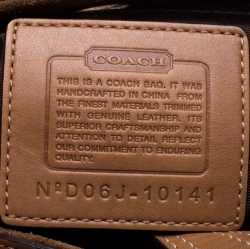 COACH
THIS IS A COACH BAG. IT WAS
HANDCRAFTED IN CHINA FROM
THE FINEST MATERIALS TRIMMED
WITH GENUINE LEATHER. ITS
SUPERIOR CRAFTSMANSHIP AND
ATTENTION TO DETAIL REFLECT
OUR COMMITMENT TO ENDURING
QUALITY.
NºD06J-10141